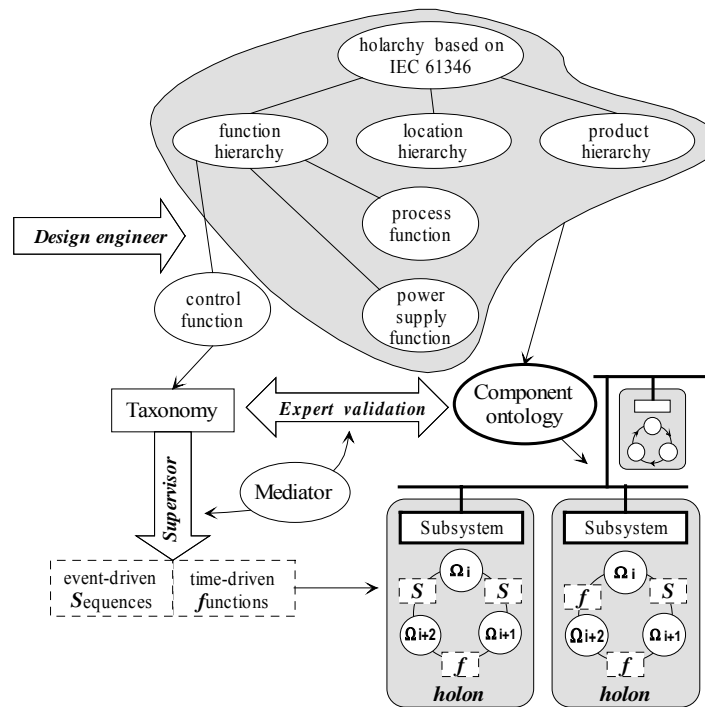 holarchy based on
IEC 61346
function
hierarchy
location
hierarchy
product
hierarchy
process
function
Design engineer
control
function
power
supply
function
Taxonomy
Expert validation
Component
ontology
Supervisor
Mediator
event-driven
Sequences
time-driven
functions
Subsystem
Ωi
S
S
Ωi+2
Ωi+1
f
holon
Subsystem
Ωi
f
S
Ωi+2
Ωi+1
f
holon